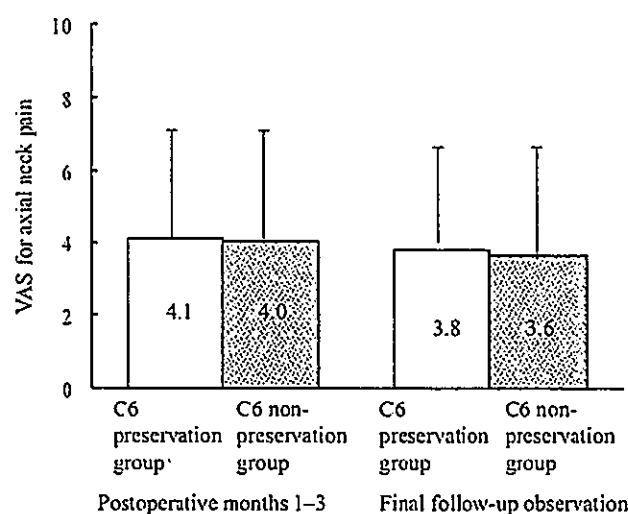 10
8
6
4
2
0
VAS for axial neck pain
4.1
4.0
3.8
3.6
C6
preservation
group
C6 non-
preservation
group
C6
preservation
group
C6 non-
preservation
group
Postoperative months 1–3
Final follow-up observation